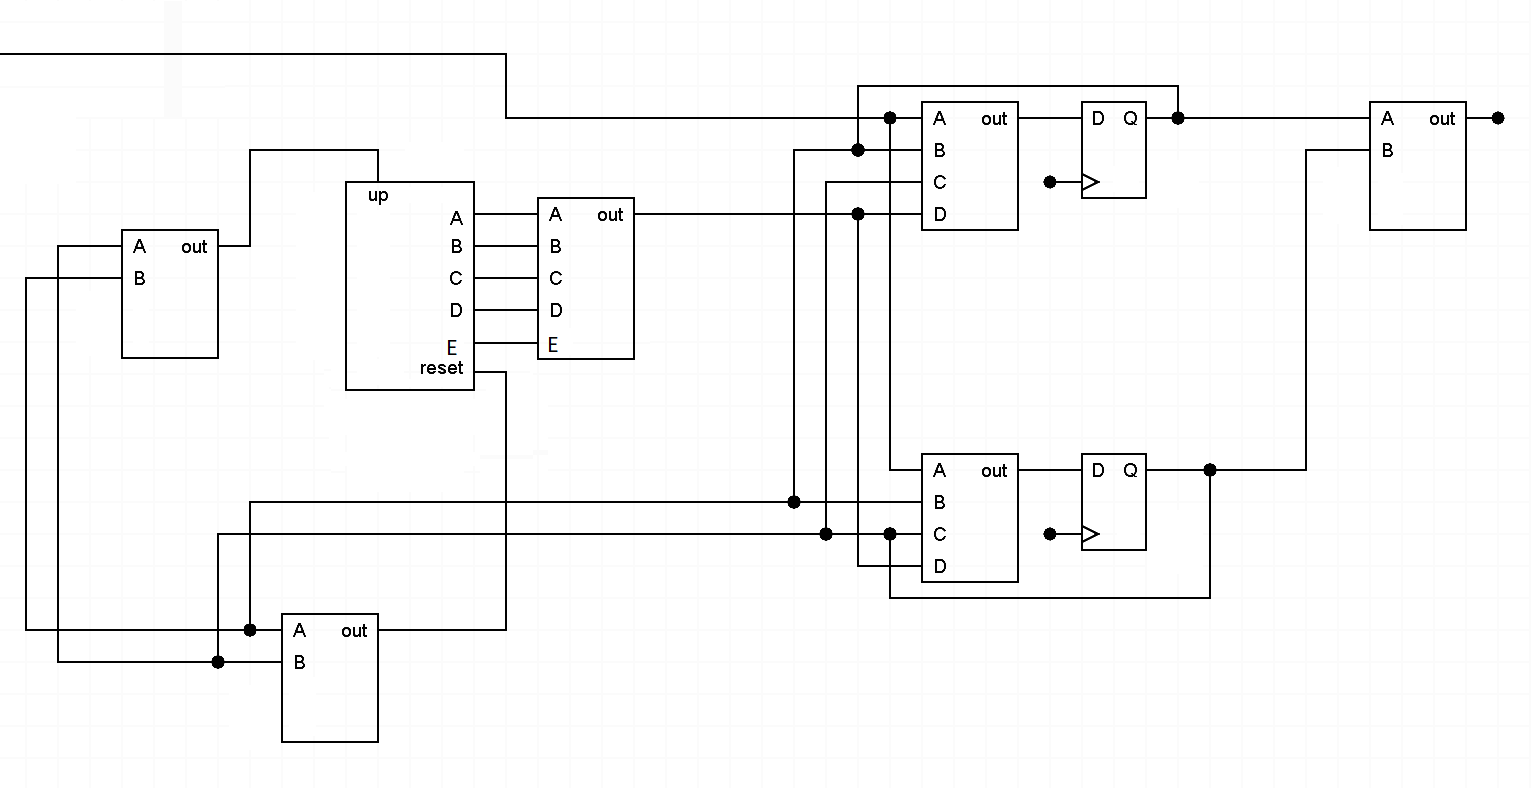 A out D Q A out
B B
up C
A A out D
A out B B
B C C
D D
E E
reset
A out D Q
B
C
D
A out
B